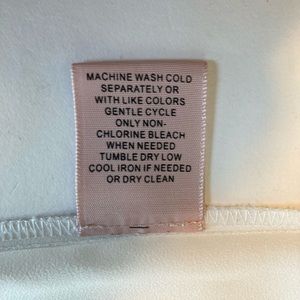 MACHINE WASH COLD
SEPARATELY OR
WITH LIKE COLORS
GENTLE CYCLE
ONLY NON-
CHLORINE BLEACH
WHEN NEEDED
TUMBLE DRY LOW
COOL IRON IF NEEDED
OR DRY CLEAN